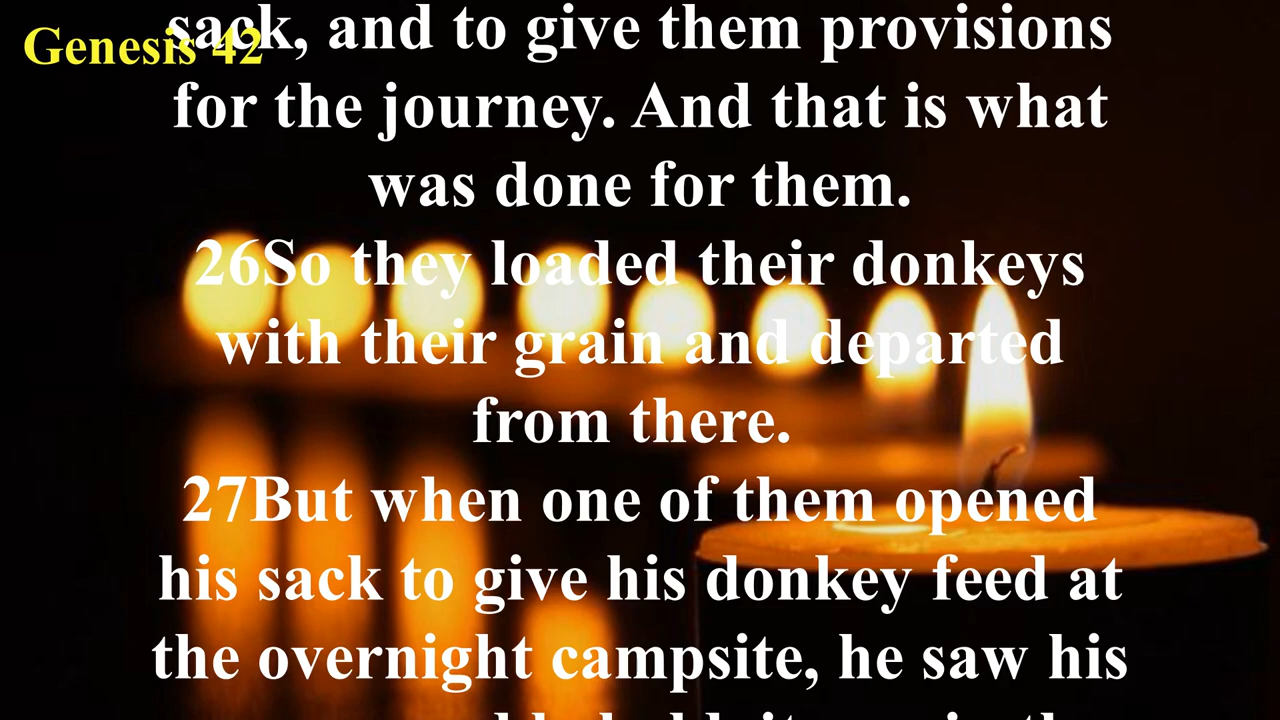 Genesis 42
sack, and to give them provisions
for the journey. And that is what
was done for them.
26So they loaded their donkeys
with their grain and departed
from there.
27But when one of them opened
his sack to give his donkey feed at
the overnight campsite, he saw his